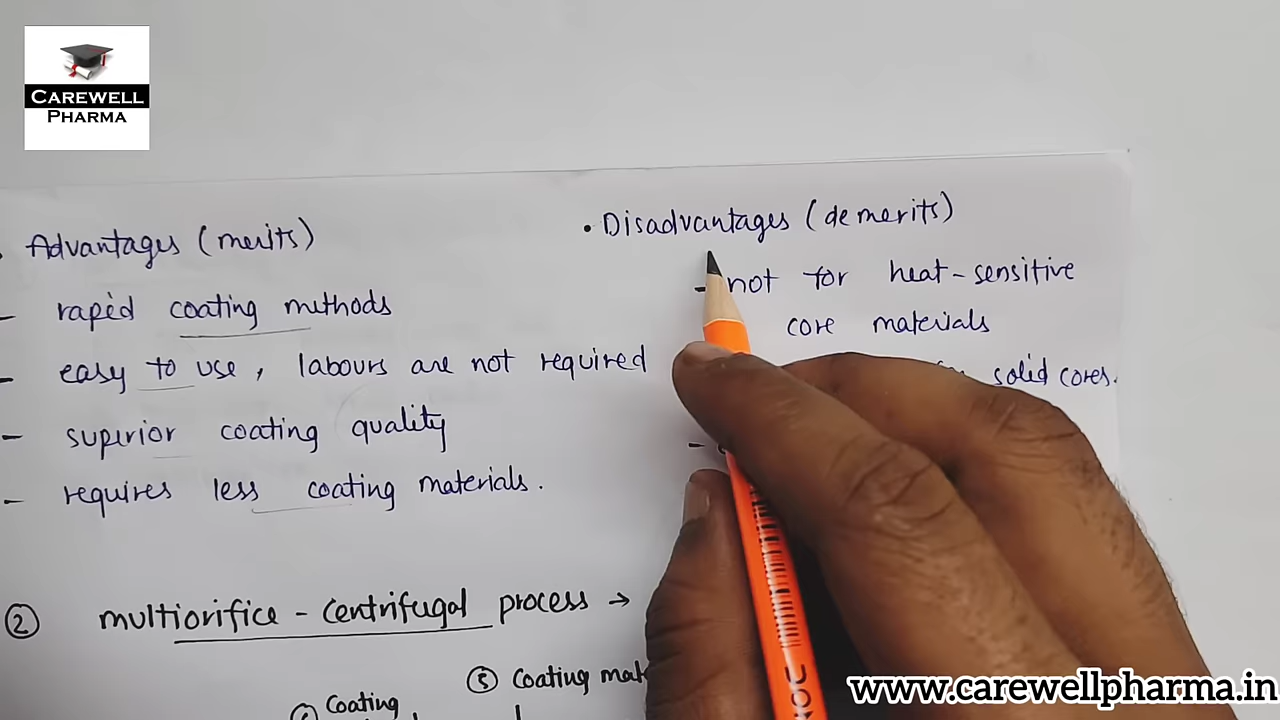 CAREWELL
PHARMA
• Advantages (merits)
- rapid coating methods
- easy to use, labours are not required
- superior coating quality
- requires less coating materials.
• Disadvantages (demerits)
- not for heat-sensitive
core materials
solid cores.
-
② multiorifice - centrifugal process →
⑤ Coating
Coating
www.carewellpharma.in